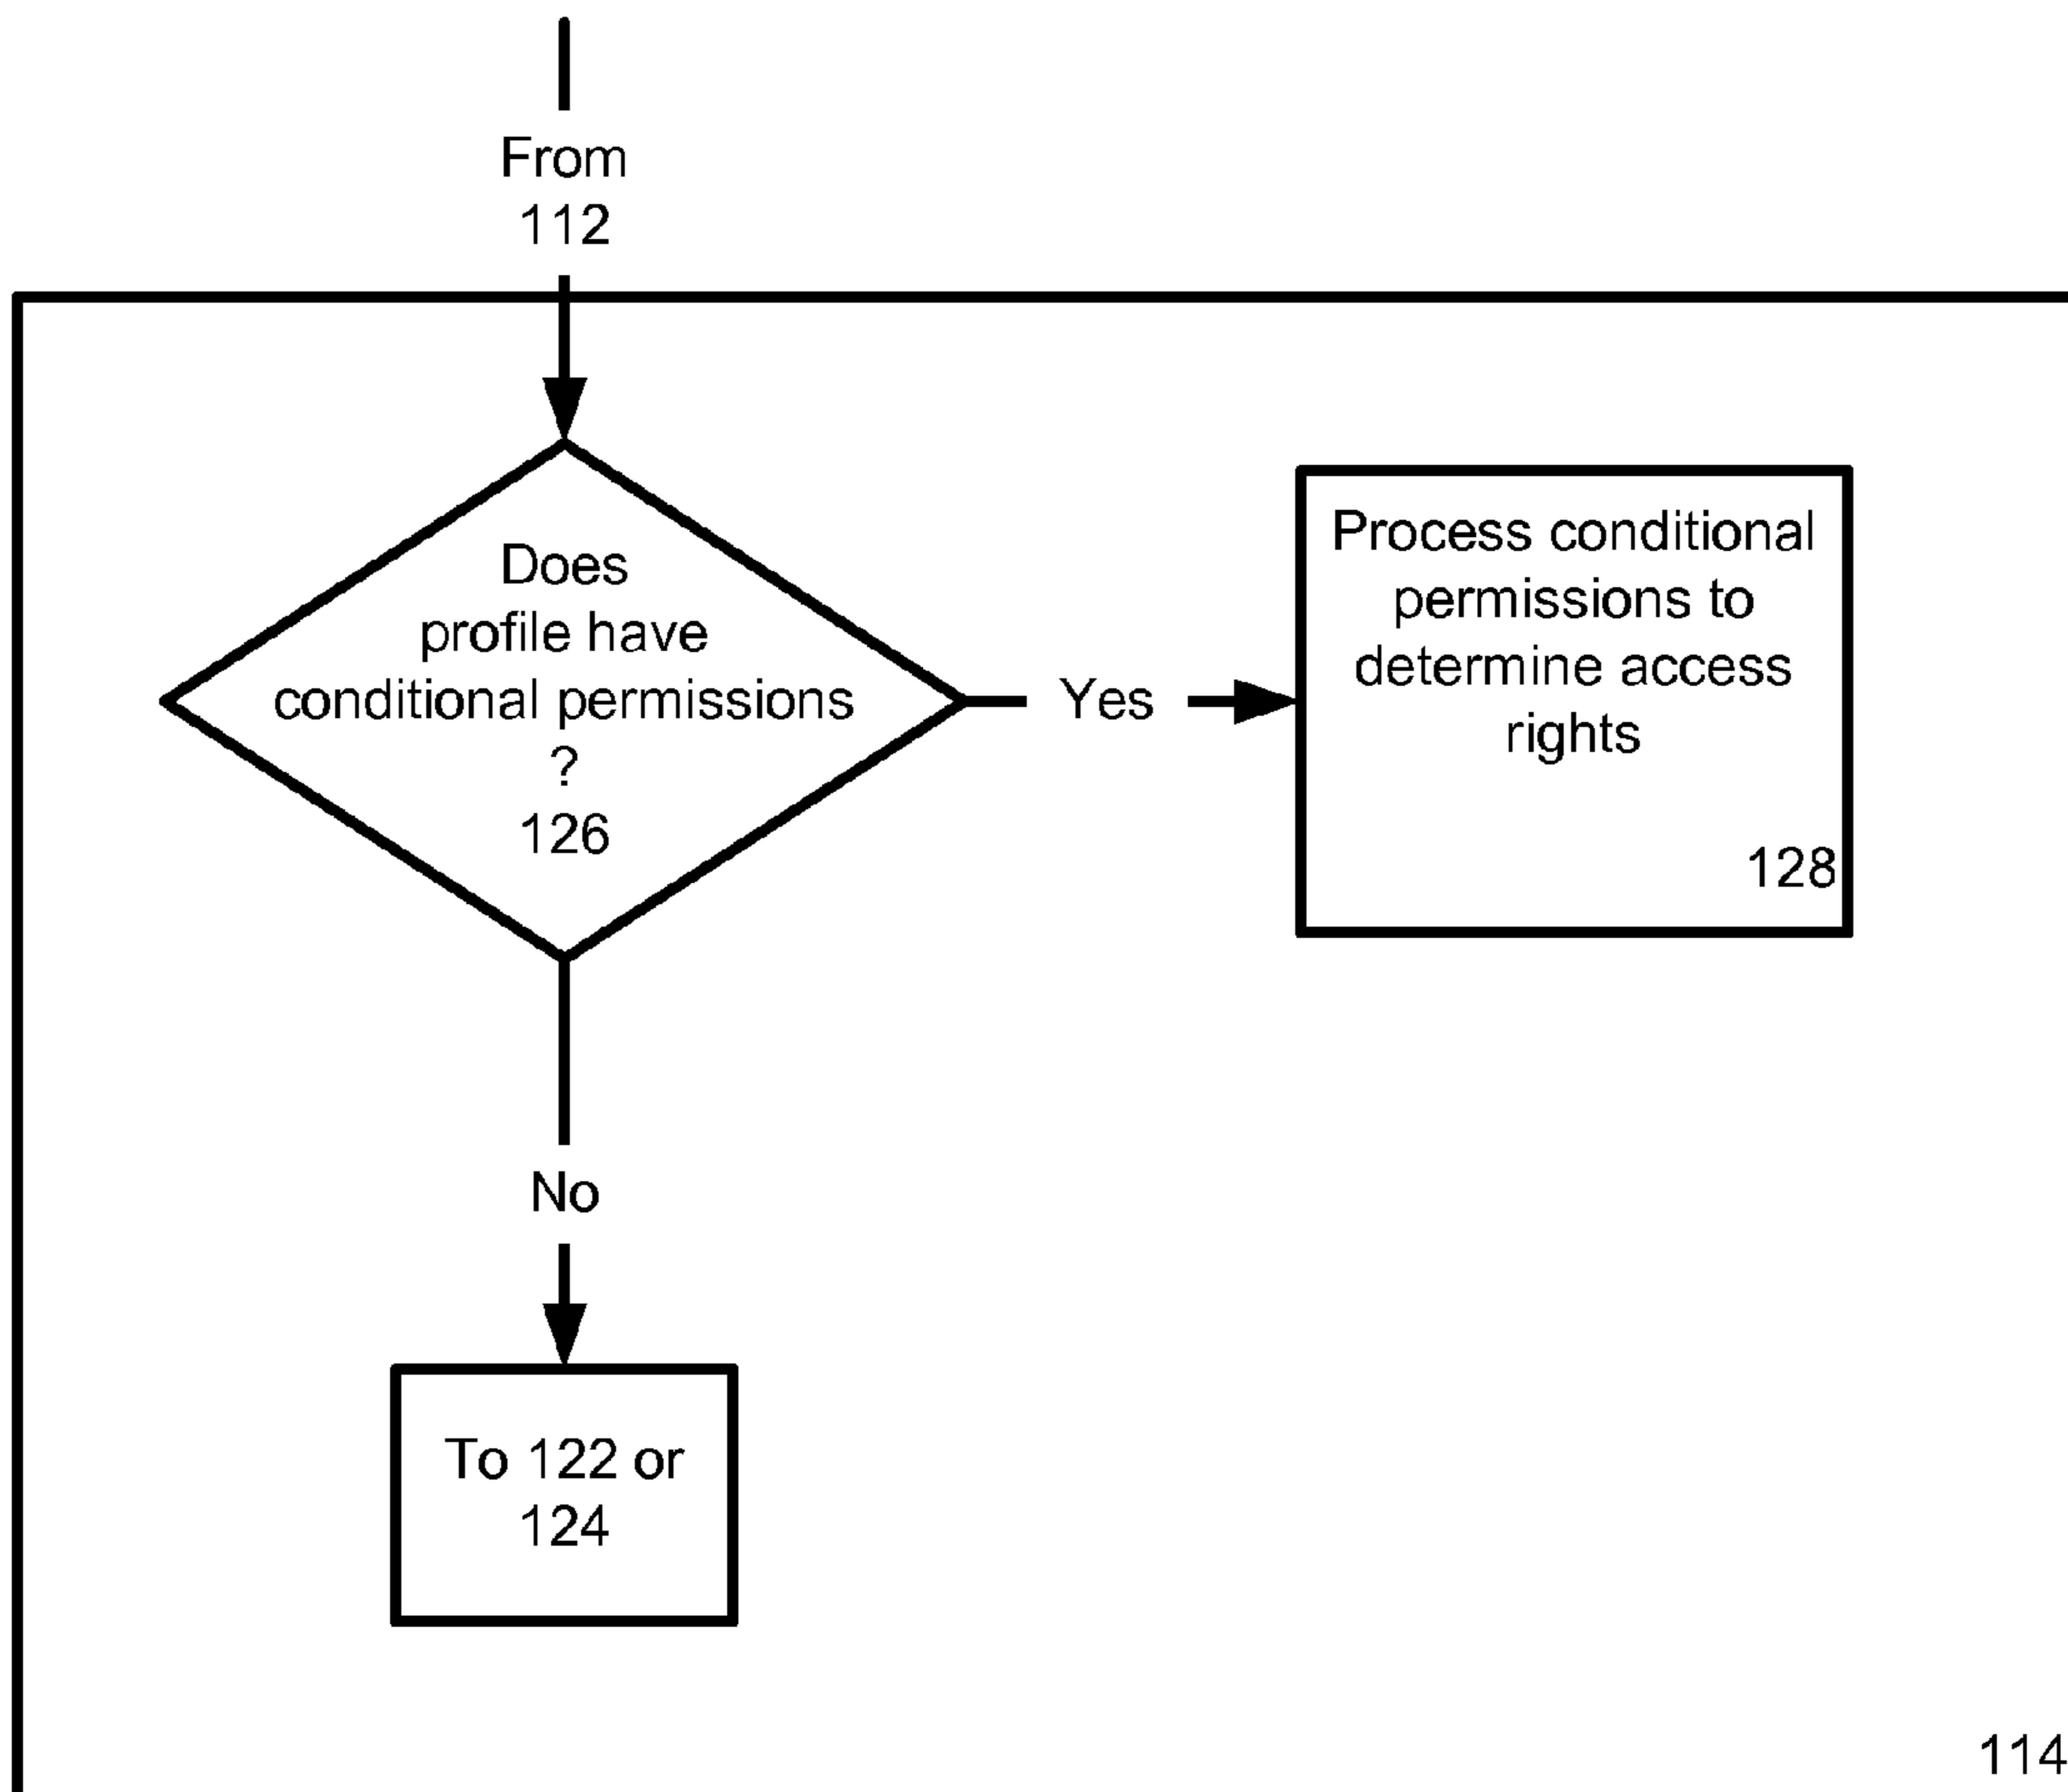 From
112
Does
profile have
conditional permissions
?
126
Yes
Process conditional
permissions to
determine access
rights
128
No
To 122 or
124
114